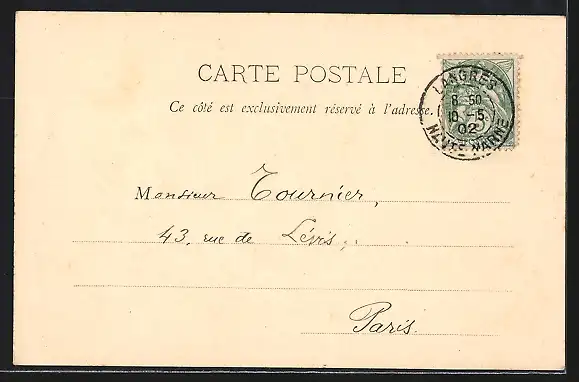 CARTE POSTALE
Ce côté est exclusivement réservé à l'adresse.
LANGRES
8-50
10-5
02
HAUTE-MARNE
Monsieur Tournier,
43, rue de Lévis,
Paris.